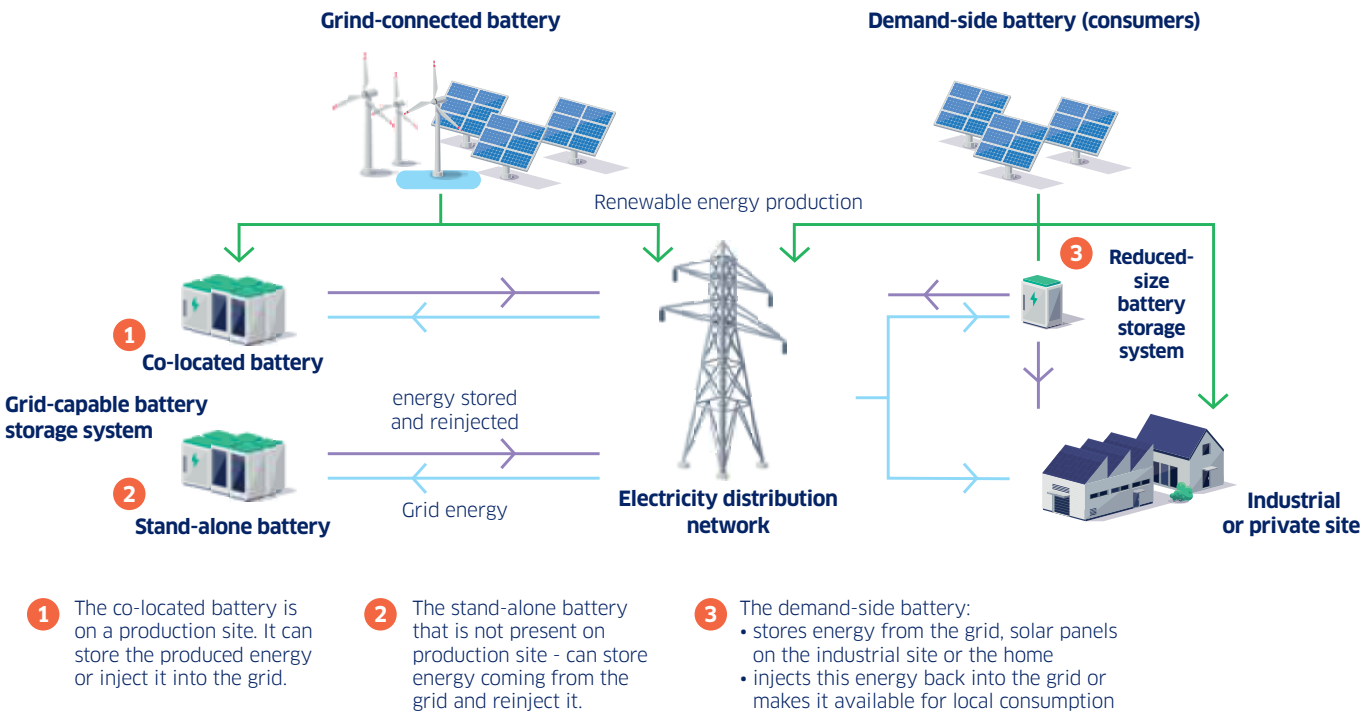 Grind-connected battery
Demand-side battery (consumers)
Renewable energy production
1
Co-located battery
3
Reduced-
size
battery
storage
system
Grid-capable battery
storage system
energy stored
and reinjected
2
Stand-alone battery
Grid energy
Electricity distribution
network
Industrial
or private site
1
The co-located battery is
on a production site. It can
store the produced energy
or inject it into the grid.
2
The stand-alone battery
that is not present on
production site - can store
energy coming from the
grid and reinject it.
3
The demand-side battery:
• stores energy from the grid, solar panels
on the industrial site or the home
• injects this energy back into the grid or
makes it available for local consumption